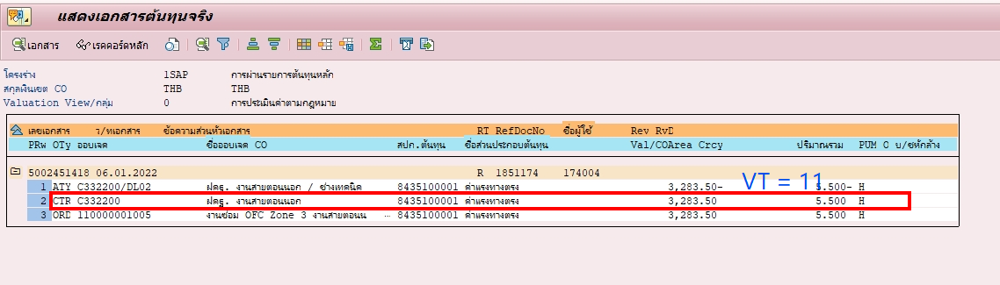 แสดงเอกสารต้นทุนจริง
เอกสาร เรคคอร์ดหลัก
โครงร่าง 1SAP การผ่านรายการต้นทุนหลัก
สกุลเงินเขต CO THB THB
Valuation View/กลุ่ม 0 การประเมินค่าตามกฎหมาย
เลขเอกสาร ว/ทเอกสาร ข้อความส่วนหัวเอกสาร RT RefDocNo ชื่อผู้ใช้ Rev RvD
PRw OTy ออบเจค ชื่อออบเจค CO สปก.ต้นทุน ชื่อส่วนประกอบต้นทุน Val/COArea Crcy ปริมาณรวม PUM O บ/ชหักล้าง
5002451418 06.01.2022 R 1851174 174004
1 ATY C332200/DL02 ฝดฐ. งานสายตอนนอก / ช่างเทคนิค 8435100001 ค่าแรงทางตรง 3,283.50- 5.500- H
VT = 11
2 CTR C332200 ฝดฐ. งานสายตอนนอก 8435100001 ค่าแรงทางตรง 3,283.50 5.500 H
3 ORD 110000001005 งานซ่อม OFC Zone 3 งานสายตอนน … 8435100001 ค่าแรงทางตรง 3,283.50 5.500 H